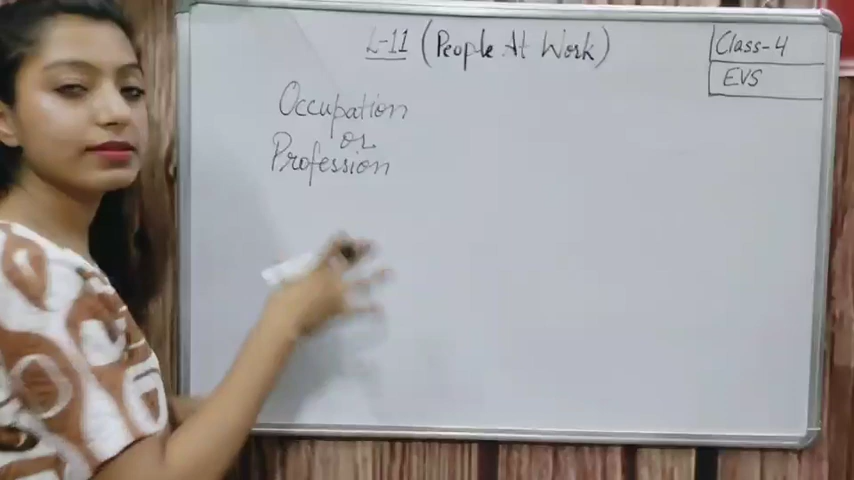 L-11 (People At Work)
Class-4
EVS
Occupation
or
Profession